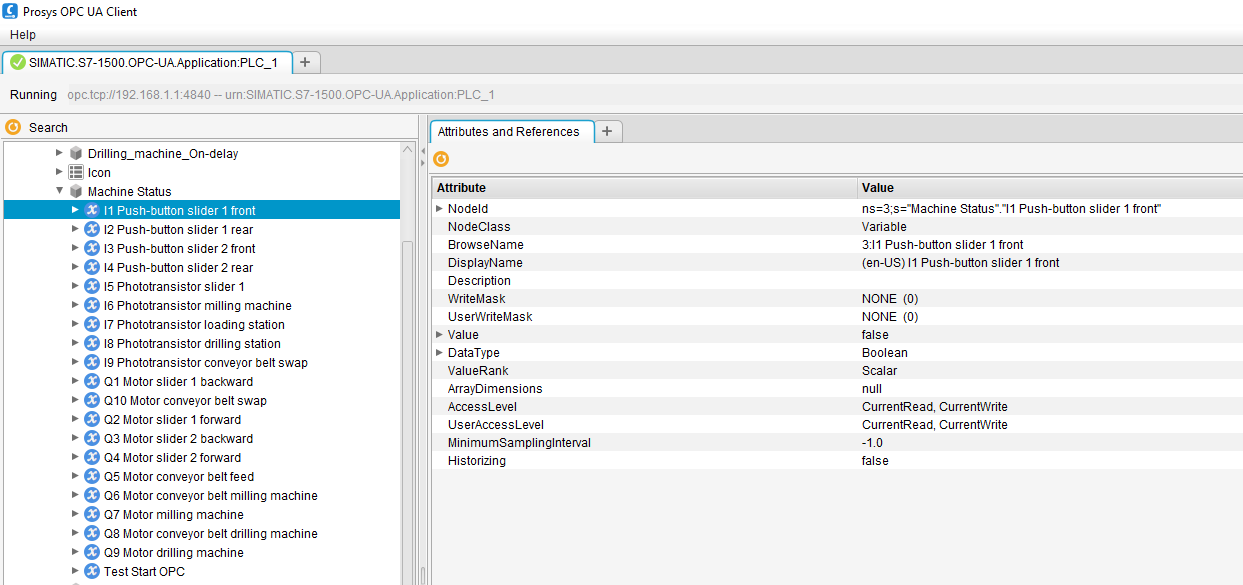 Prosys OPC UA Client
Help
SIMATIC.S7-1500.OPC-UA.Application:PLC_1 +
Running opc.tcp://192.168.1.1:4840 -- urn:SIMATIC.S7-1500.OPC-UA.Application:PLC_1
Search
Drilling_machine_On-delay
Icon
Machine Status
I1 Push-button slider 1 front
I2 Push-button slider 1 rear
I3 Push-button slider 2 front
I4 Push-button slider 2 rear
I5 Phototransistor slider 1
I6 Phototransistor milling machine
I7 Phototransistor loading station
I8 Phototransistor drilling station
I9 Phototransistor conveyor belt swap
Q1 Motor slider 1 backward
Q10 Motor conveyor belt swap
Q2 Motor slider 1 forward
Q3 Motor slider 2 backward
Q4 Motor slider 2 forward
Q5 Motor conveyor belt feed
Q6 Motor conveyor belt milling machine
Q7 Motor milling machine
Q8 Motor conveyor belt drilling machine
Q9 Motor drilling machine
Test Start OPC
Attributes and References +
Attribute Value
NodeId ns=3;s="Machine Status"."I1 Push-button slider 1 front"
NodeClass Variable
BrowseName 3:I1 Push-button slider 1 front
DisplayName (en-US) I1 Push-button slider 1 front
Description
WriteMask NONE (0)
UserWriteMask NONE (0)
Value false
DataType Boolean
ValueRank Scalar
ArrayDimensions null
AccessLevel CurrentRead, CurrentWrite
UserAccessLevel CurrentRead, CurrentWrite
MinimumSamplingInterval -1.0
Historizing false